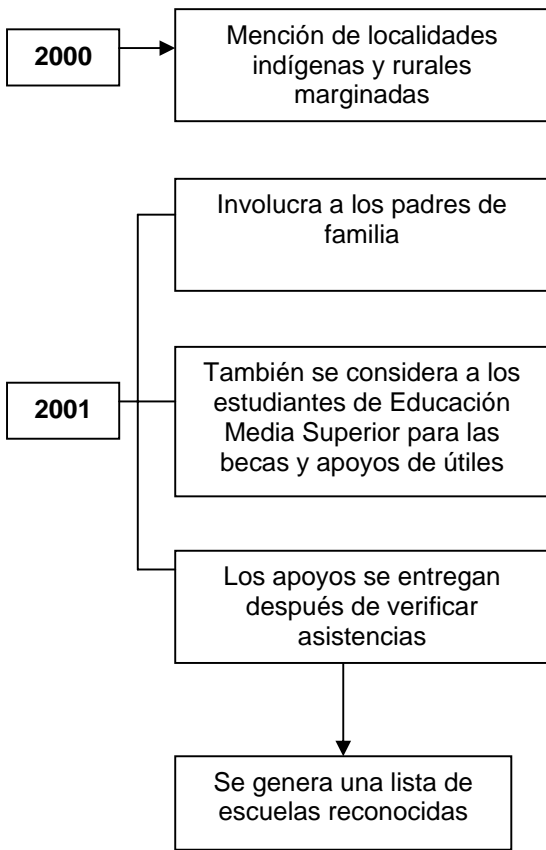 2000
Mención de localidades
indígenas y rurales
marginadas
Involucra a los padres de
familia
2001
También se considera a los
estudiantes de Educación
Media Superior para las
becas y apoyos de útiles
Los apoyos se entregan
después de verificar
asistencias
Se genera una lista de
escuelas reconocidas